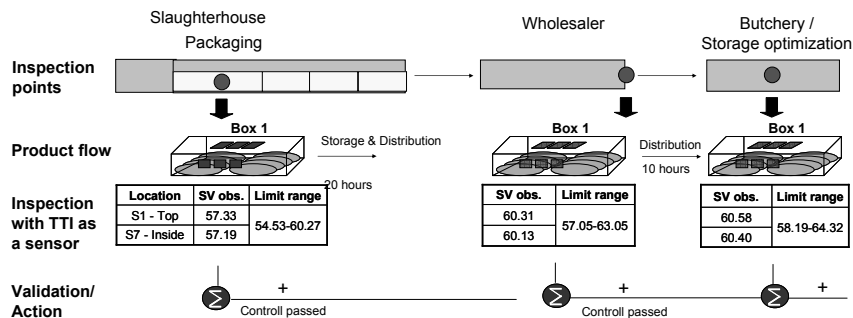 Slaughterhouse
Packaging
Wholesaler
Butchery /
Storage optimization
Inspection
points
Product flow
Box 1
Storage & Distribution
20 hours
Box 1
Distribution
10 hours
Box 1
Inspection
with TTI as
a sensor
Location SV obs. Limit range
S1 - Top 57.33 54.53-60.27
S7 - Inside 57.19
SV obs. Limit range
60.31 57.05-63.05
60.13
SV obs. Limit range
60.58 58.19-64.32
60.40
Validation/
Action
Σ + Controll passed
Σ + Controll passed
Σ +